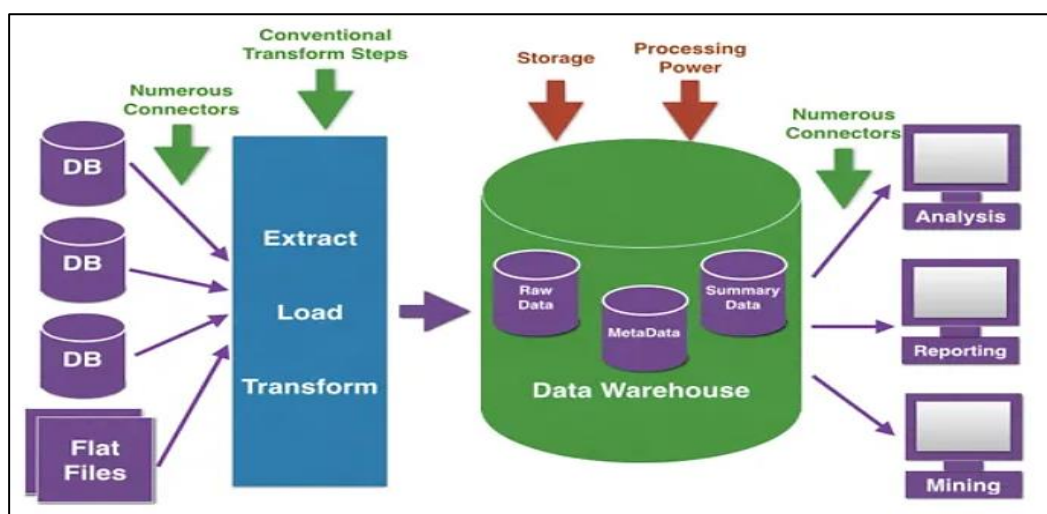 Conventional
Transform Steps
Numerous
Connectors
Storage
Processing
Power
Numerous
Connectors
DB
DB
DB
Flat
Files
Extract
Load
Transform
Raw
Data
MetaData
Summary
Data
Data Warehouse
Analysis
Reporting
Mining